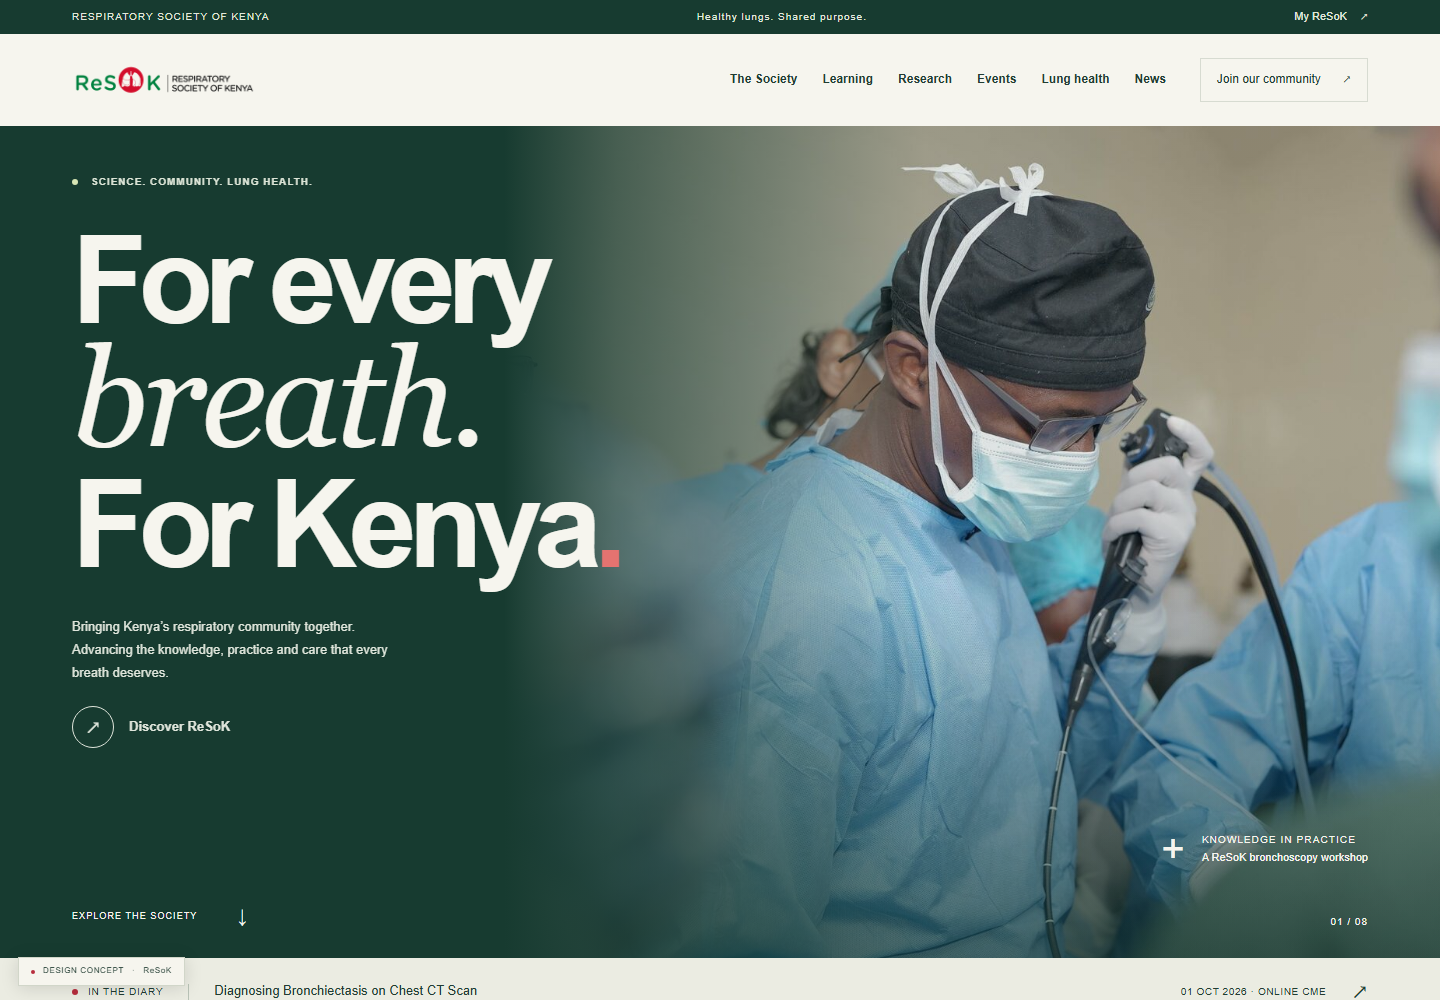 RESPIRATORY SOCIETY OF KENYA
Healthy lungs. Shared purpose.
My ReSoK ↗
ReSOK | RESPIRATORY
SOCIETY OF KENYA
The Society
Learning
Research
Events
Lung health
News
Join our community ↗
SCIENCE. COMMUNITY. LUNG HEALTH.
For every
breath.
For Kenya.
Bringing Kenya’s respiratory community together.
Advancing the knowledge, practice and care that every
breath deserves.
↗ Discover ReSoK
+ KNOWLEDGE IN PRACTICE
A ReSoK bronchoscopy workshop
EXPLORE THE SOCIETY ↓
01 / 08
DESIGN CONCEPT · ReSoK
IN THE DIARY
Diagnosing Bronchiectasis on Chest CT Scan
01 OCT 2026 · ONLINE CME ↗